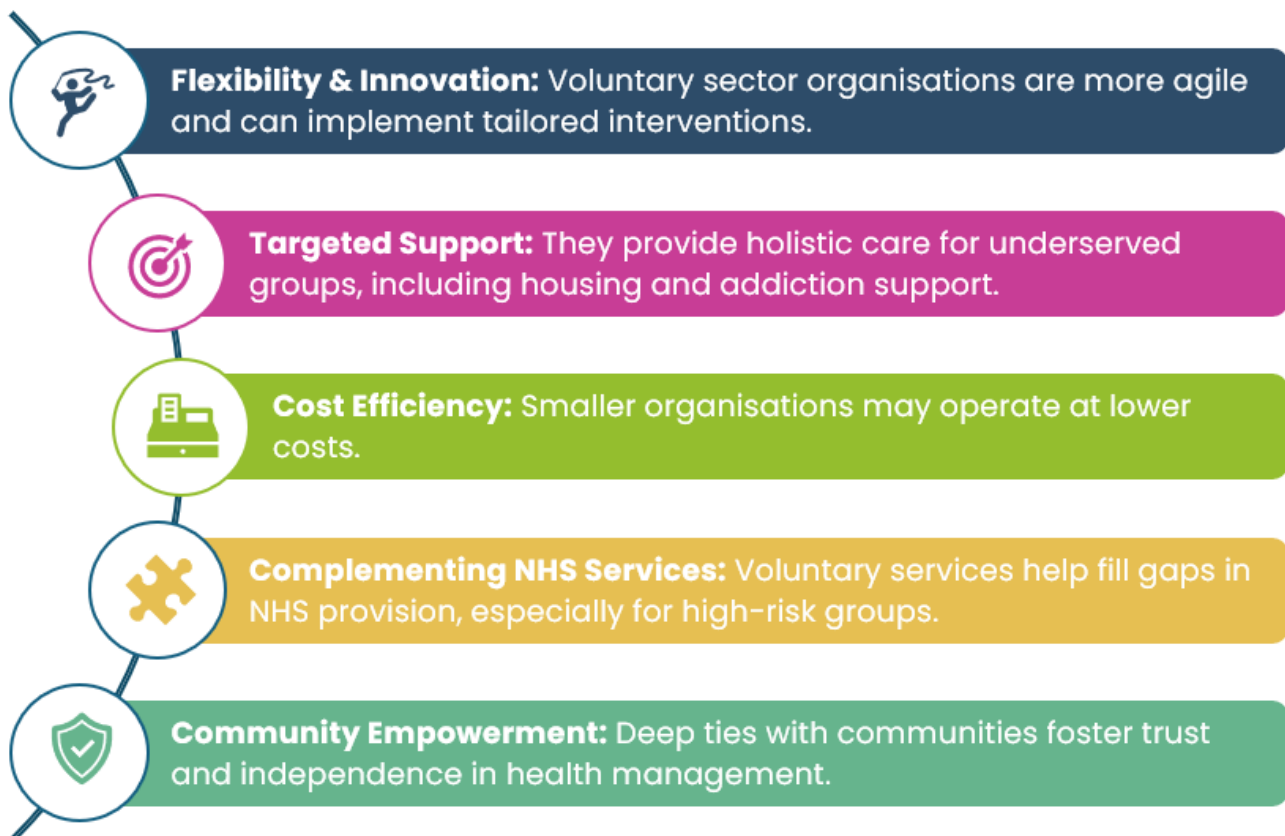 Flexibility & Innovation: Voluntary sector organisations are more agile
and can implement tailored interventions.
Targeted Support: They provide holistic care for underserved
groups, including housing and addiction support.
Cost Efficiency: Smaller organisations may operate at lower
costs.
Complementing NHS Services: Voluntary services help fill gaps in
NHS provision, especially for high-risk groups.
Community Empowerment: Deep ties with communities foster trust
and independence in health management.